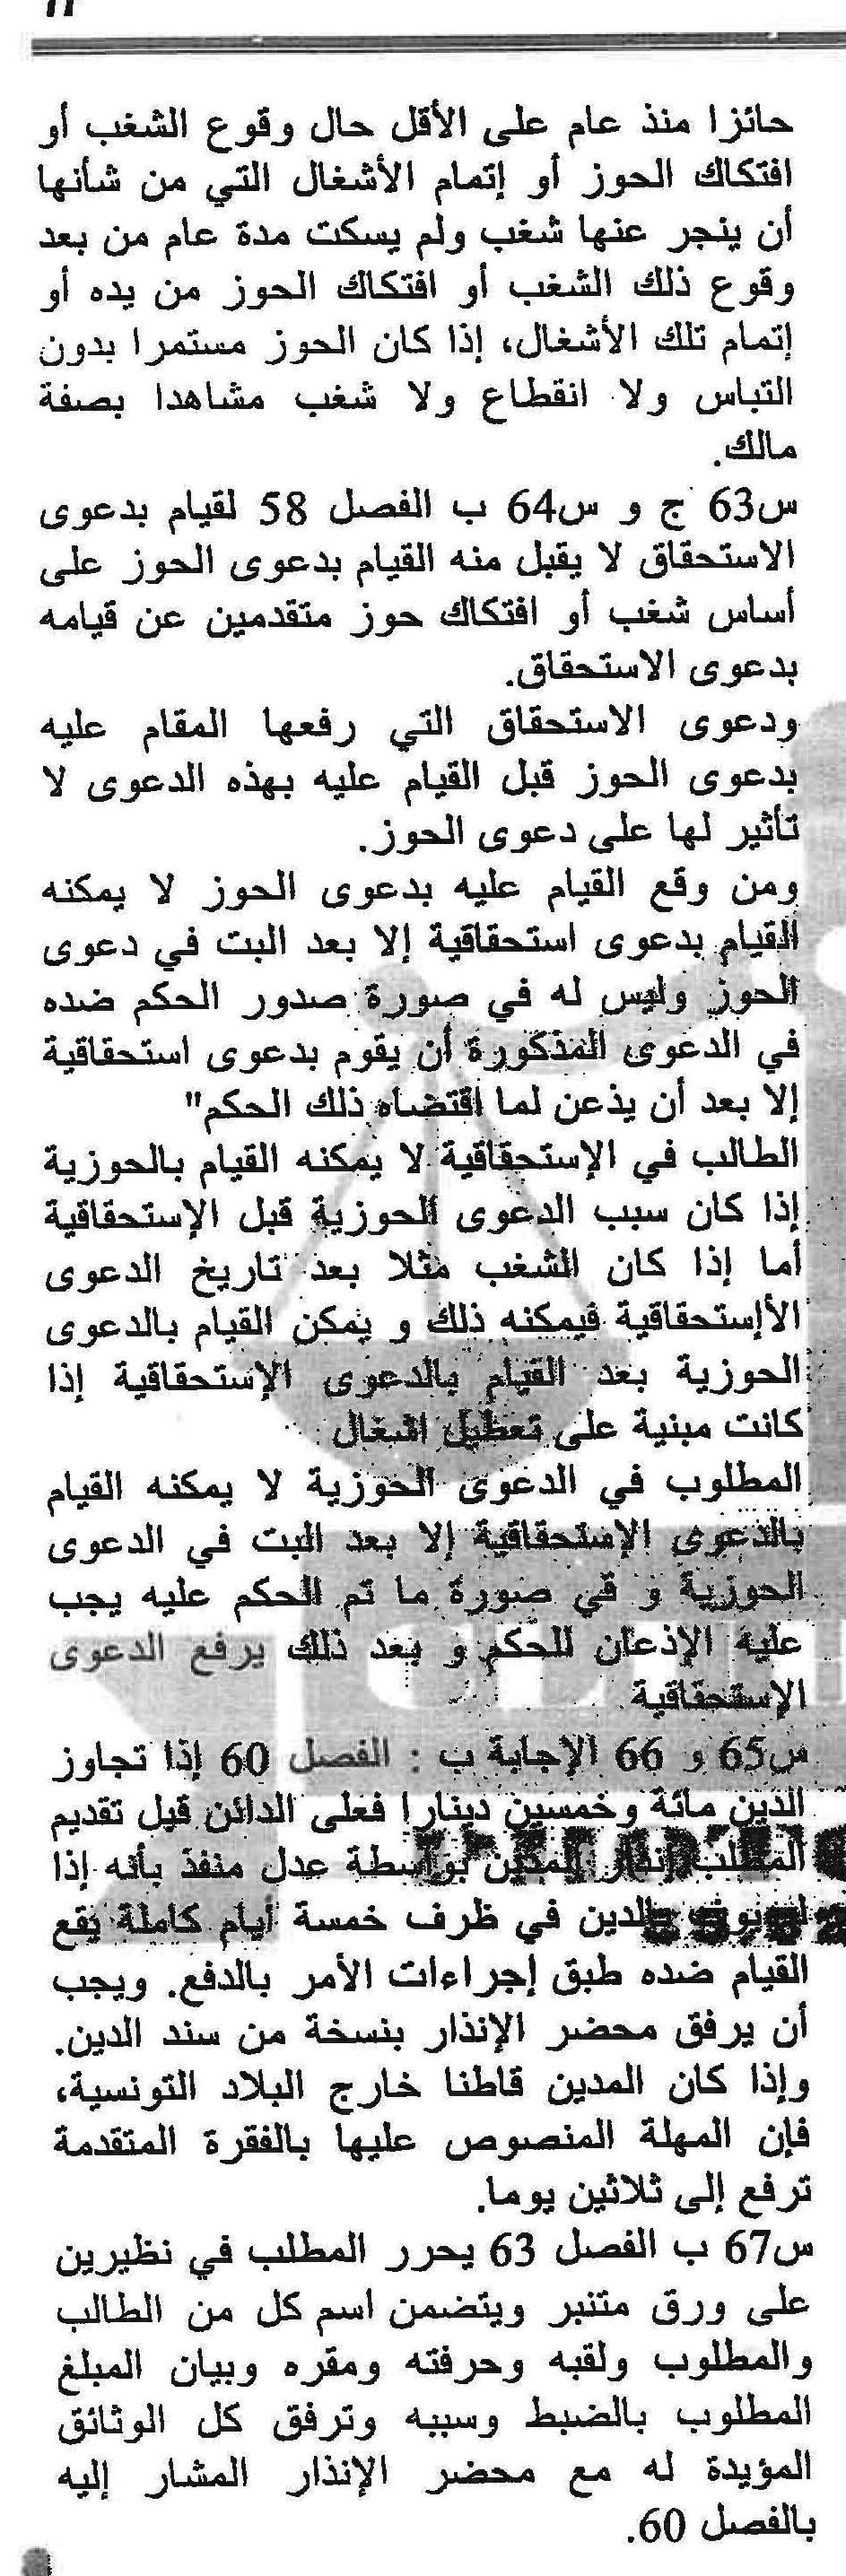 حائزا منذ عام على الأقل حال وقوع الشغب أو
افتكاك الحوز أو إتمام الأشغال التي من شأنها
أن ينجر عنها شغب ولم يسكت مدة عام من بعد
وقوع ذلك الشغب أو افتكاك الحوز من يده أو
إتمام تلك الأشغال، إذا كان الحوز مستمرا بدون
التباس ولا انقطاع ولا شغب مشاهدا بصفة
مالك.
س63 ج و س64 ب الفصل 58 لقيام بدعوى
الاستحقاق لا يقبل منه القيام بدعوى الحوز على
أساس شغب أو افتكاك حوز متقدمين عن قيامه
بدعوى الاستحقاق.
ودعوى الاستحقاق التي رفعها المقام عليه
بدعوى الحوز قبل القيام عليه بهذه الدعوى لا
تأثير لها على دعوى الحوز.
ومن وقع القيام عليه بدعوى الحوز لا يمكنه
القيام بدعوى استحقاقية إلا بعد البت في دعوى
الحوز وليس له في صورة صدور الحكم ضده
في الدعوى المذكورة أن يقوم بدعوى استحقاقية
إلا بعد أن يذعن لما اقتضاه ذلك الحكم"
الطالب في الإستحقاقية لا يمكنه القيام بالحوزية
إذا كان سبب الدعوى الحوزية قبل الإستحقاقية
أما إذا كان الشغب مثلا بعد تاريخ الدعوى
الأإستحقاقية فيمكنه ذلك و يمكن القيام بالدعوى
الحوزية بعد القيام بالدعوى الإستحقاقية إذا
كانت مبنية على تعطيل اشغال
المطلوب في الدعوى الحوزية لا يمكنه القيام
بالدعوى الإستحقاقية إلا بعد البت في الدعوى
الحوزية و في صورة ما تم الحكم عليه يجب
عليه الإذعان للحكم و بعد ذلك يرفع الدعوى
الإستحقاقية
س65 و 66 الإجابة ب : الفصل 60 إذا تجاوز
الدين مائة وخمسين دينارا فعلى الدائن قبل تقديم
المطلب إنذار المدين بواسطة عدل منفذ بأنه إذا
لم يوف بالدين في ظرف خمسة أيام كاملة يقع
القيام ضده طبق إجراءات الأمر بالدفع. ويجب
أن يرفق محضر الإنذار بنسخة من سند الدين.
وإذا كان المدين قاطنا خارج البلاد التونسية،
فإن المهلة المنصوص عليها بالفقرة المتقدمة
ترفع إلى ثلاثين يوما.
س67 ب الفصل 63 يحرر المطلب في نظيرين
على ورق متنبر ويتضمن اسم كل من الطالب
والمطلوب ولقبه وحرفته ومقره وبيان المبلغ
المطلوب بالضبط وسببه وترفق كل الوثائق
المؤيدة له مع محضر الإنذار المشار إليه
بالفصل 60.